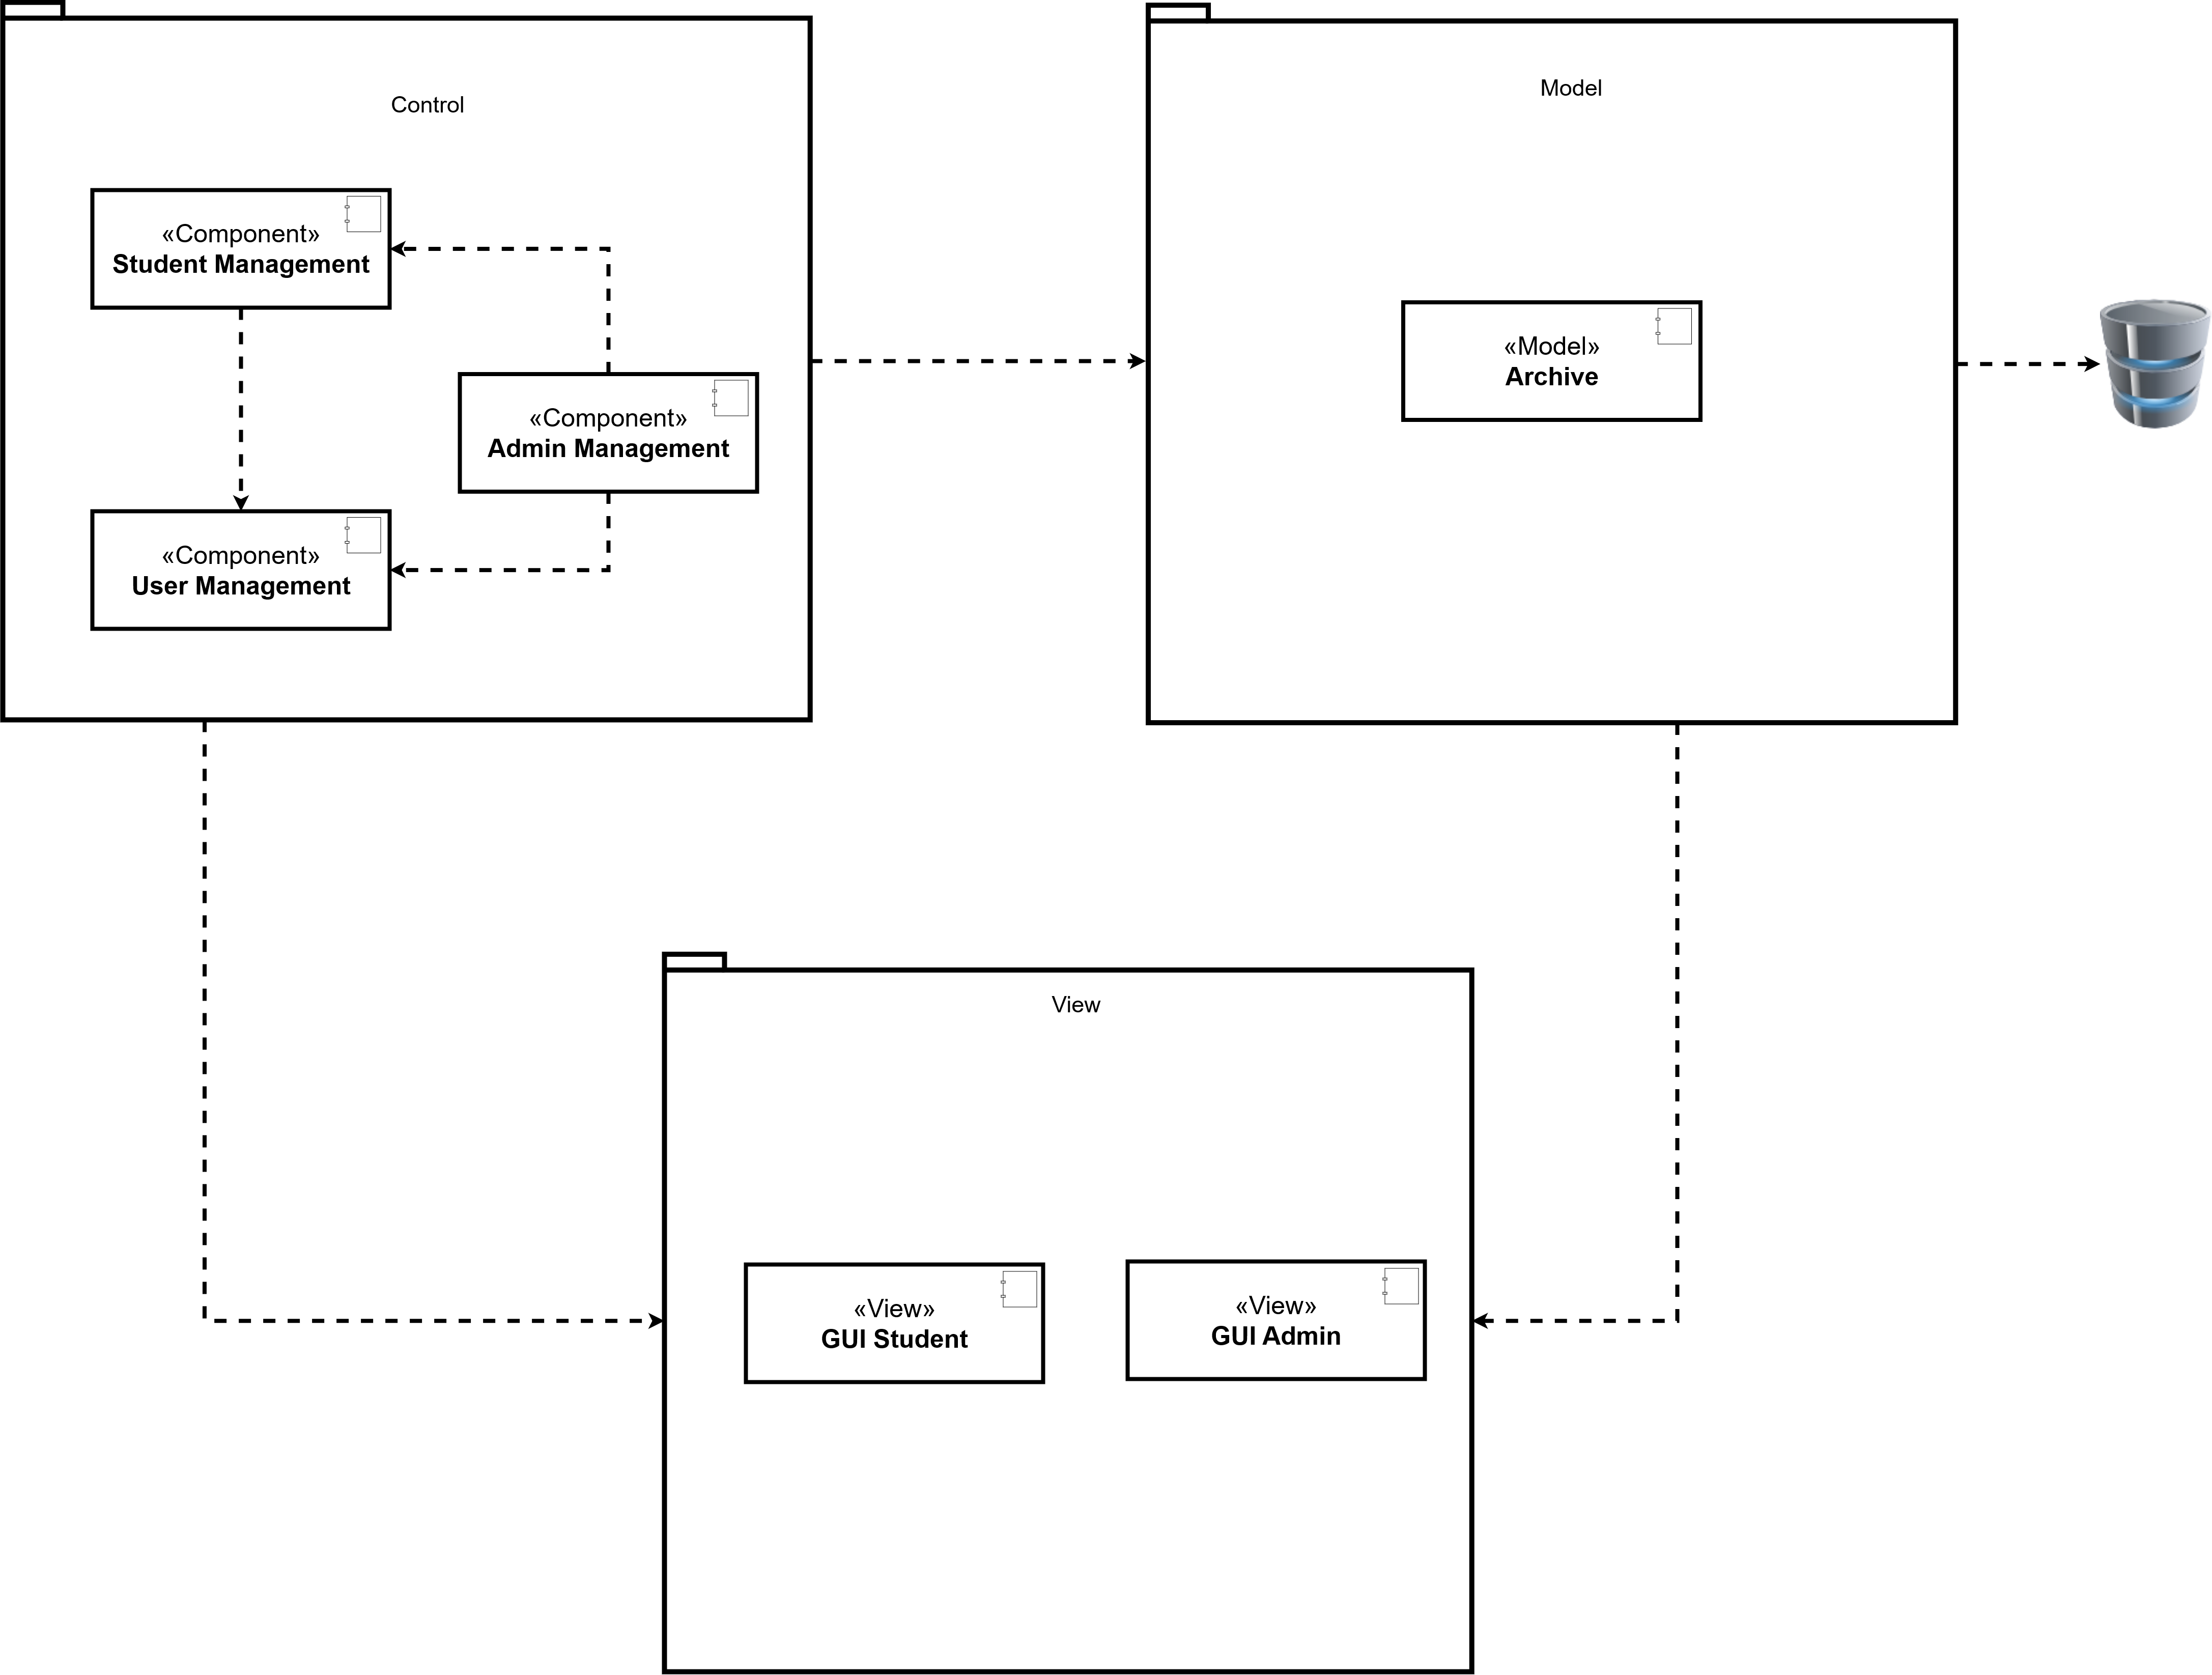 Control
«Component»
Student Management
«Component»
Admin Management
«Component»
User Management
Model
«Model»
Archive
View
«View»
GUI Student
«View»
GUI Admin